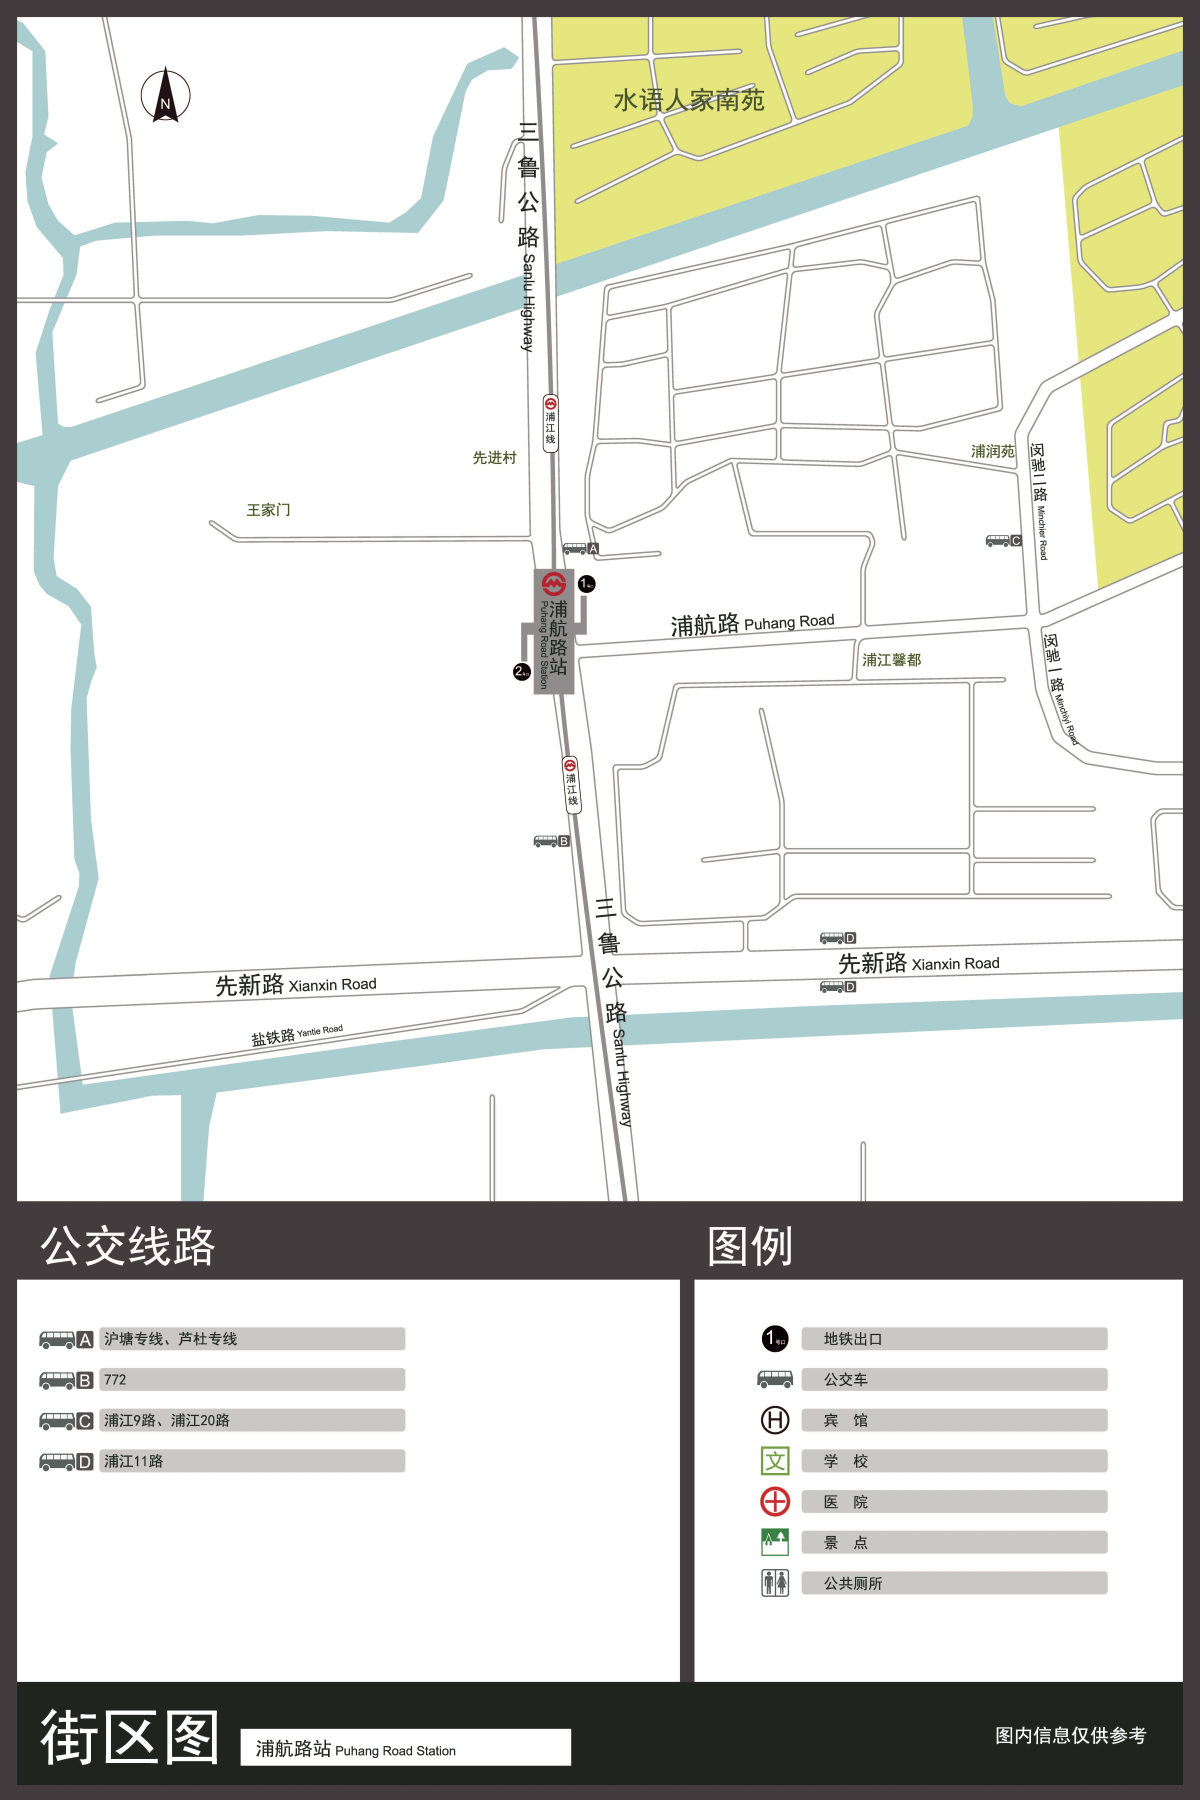 N
水语人家南苑
三鲁公路 Sanlu Highway
浦江线
先进村
浦润苑
王家门
闵驰二路 Minchier Road
A
C
1号口
浦航路站
Puhang Road Station
浦航路 Puhang Road
2号口
浦江馨都
闵驰一路 Minchiyi Road
浦江线
B
三鲁公路 Sanlu Highway
D
先新路 Xianxin Road
先新路 Xianxin Road
D
盐铁路 Yantie Road
公交线路
A 沪塘专线、芦杜专线
B 772
C 浦江9路、浦江20路
D 浦江11路
图例
1号口 地铁出口
公交车
H 宾 馆
文 学 校
医 院
景 点
公共厕所
街区图
浦航路站 Puhang Road Station
图内信息仅供参考